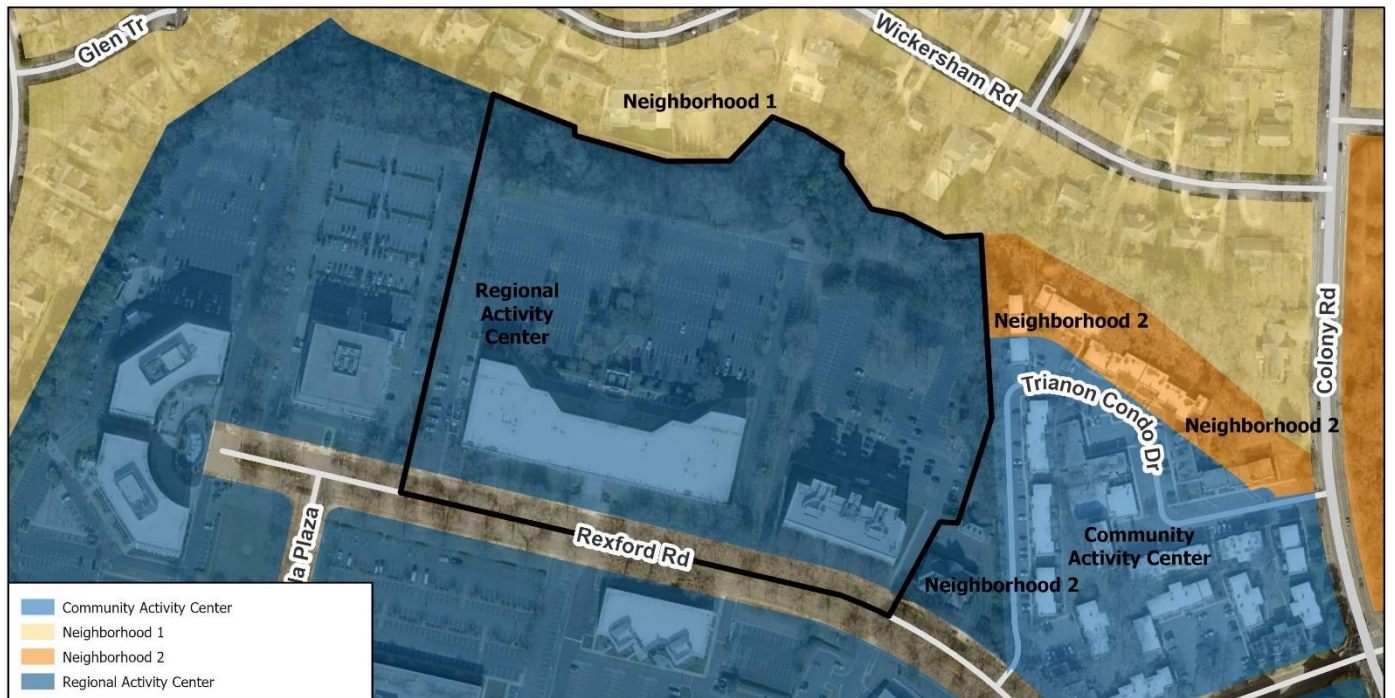 Glen Tr
Wickersham Rd
Neighborhood 1
Regional
Activity
Center
Neighborhood 2
Trianon Condo Dr
Colony Rd
Neighborhood 2
Rexford Rd
Community
Activity Center
Neighborhood 2
la Plaza
Community Activity Center
Neighborhood 1
Neighborhood 2
Regional Activity Center